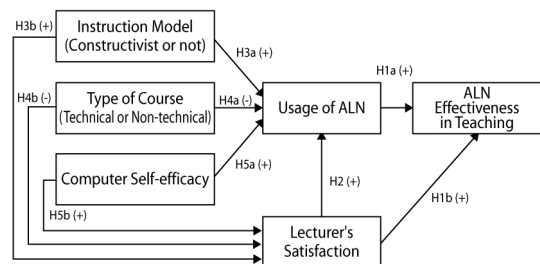 H3b (+)
Instruction Model
(Constructivist or not)
H3a (+)
H4b (-)
Type of Course
(Technical or Non-technical)
H4a (-)
Usage of ALN
H1a (+)
ALN
Effectiveness
in Teaching
Computer Self-efficacy
H5a (+)
H5b (+)
H2 (+)
H1b (+)
Lecturer's
Satisfaction